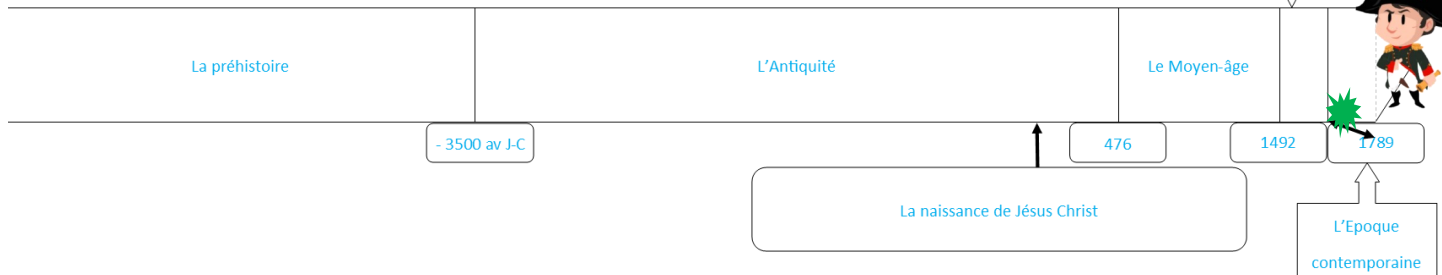 La préhistoire
L'Antiquité
Le Moyen-âge
- 3500 av J-C
476
1492
1789
La naissance de Jésus Christ
L'Epoque
contemporaine